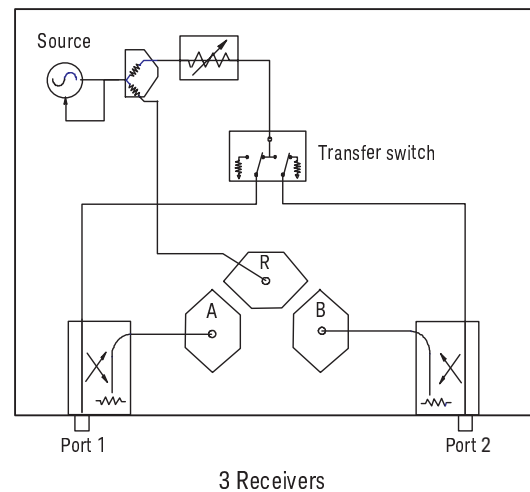 Source
Transfer switch
R
A
B
Port 1
Port 2
3 Receivers